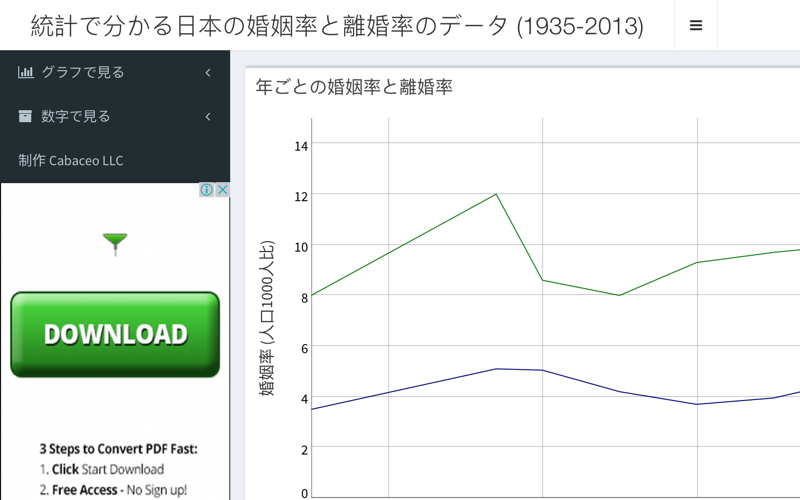 統計で分かる日本の婚姻率と離婚率のデータ (1935-2013)
グラフで見る
数字で見る
制作 Cabaceo LLC
DOWNLOAD
3 Steps to Convert PDF Fast:
1. Click Start Download
2. Free Access - No Sign up!
年ごとの婚姻率と離婚率
婚姻率 (人口1000人比)
14
12
10
8
6
4
2
0